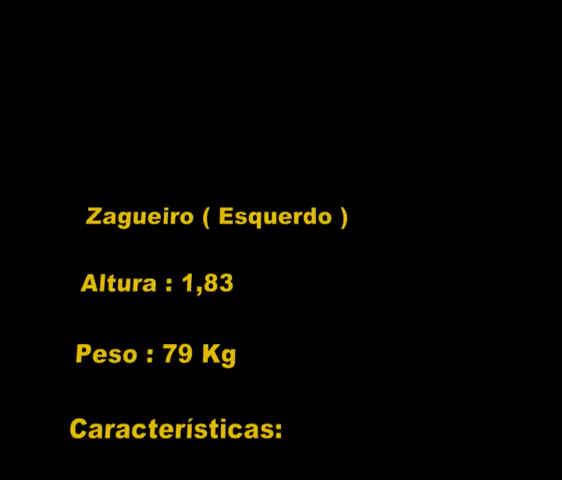 Zagueiro ( Esquerdo )
Altura : 1,83
Peso : 79 Kg
Características: